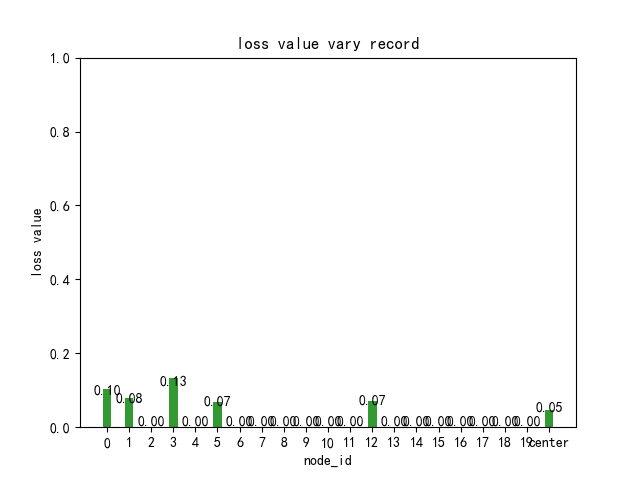 loss value vary record
1.0
0.8
0.6
0.4
0.2
0.0
loss value
0.10 0.08 0.00 0.13 0.00 0.07 0.00 0.00 0.00 0.00 0.00 0.00 0.07 0.00 0.00 0.00 0.00 0.00 0.00 0.00 0.05
0 1 2 3 4 5 6 7 8 9 10 11 12 13 14 15 16 17 18 19 center
node_id